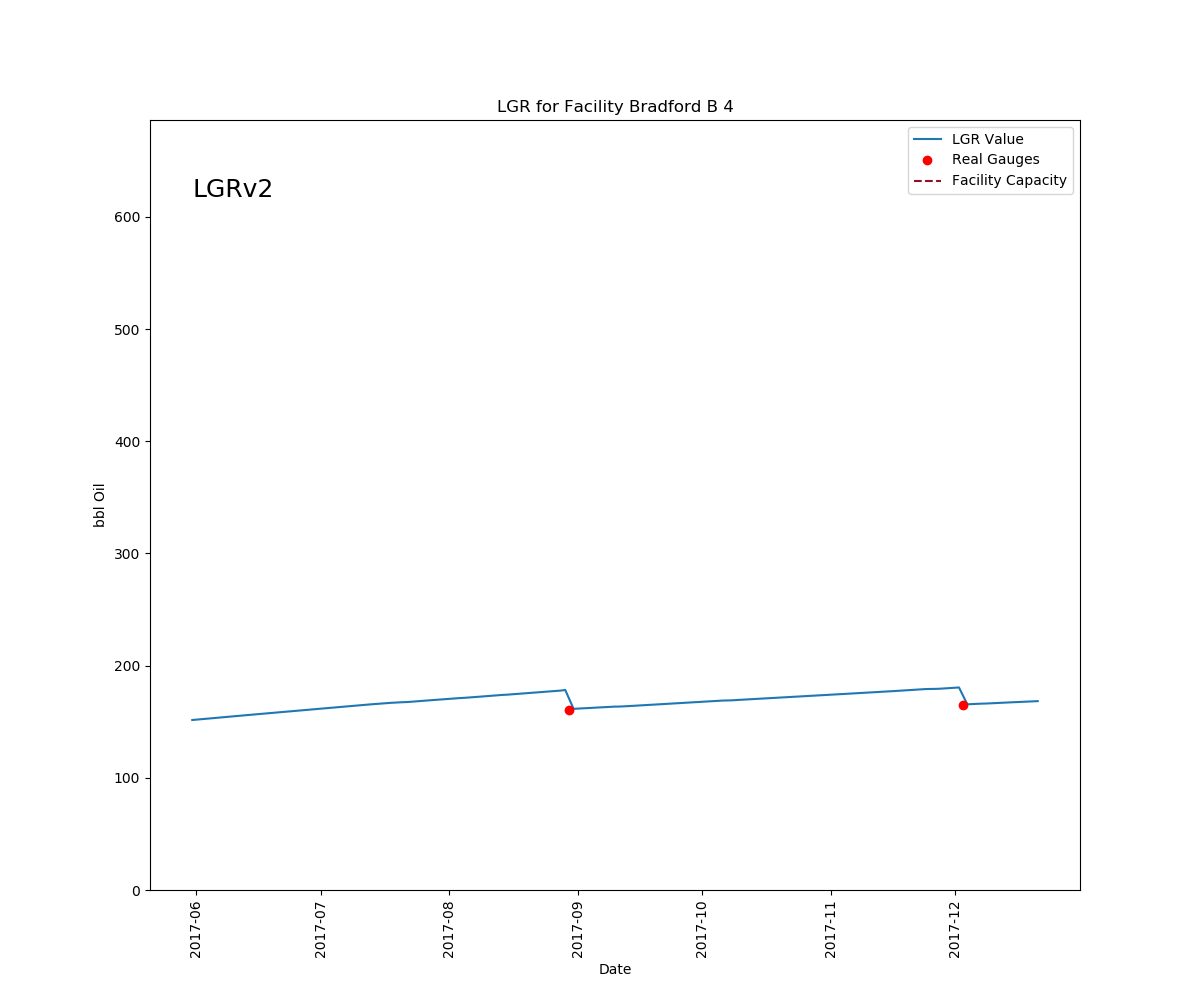 LGR for Facility Bradford B 4
LGRv2
LGR Value
Real Gauges
Facility Capacity
bbl Oil
600
500
400
300
200
100
0
2017-06
2017-07
2017-08
2017-09
2017-10
2017-11
2017-12
Date